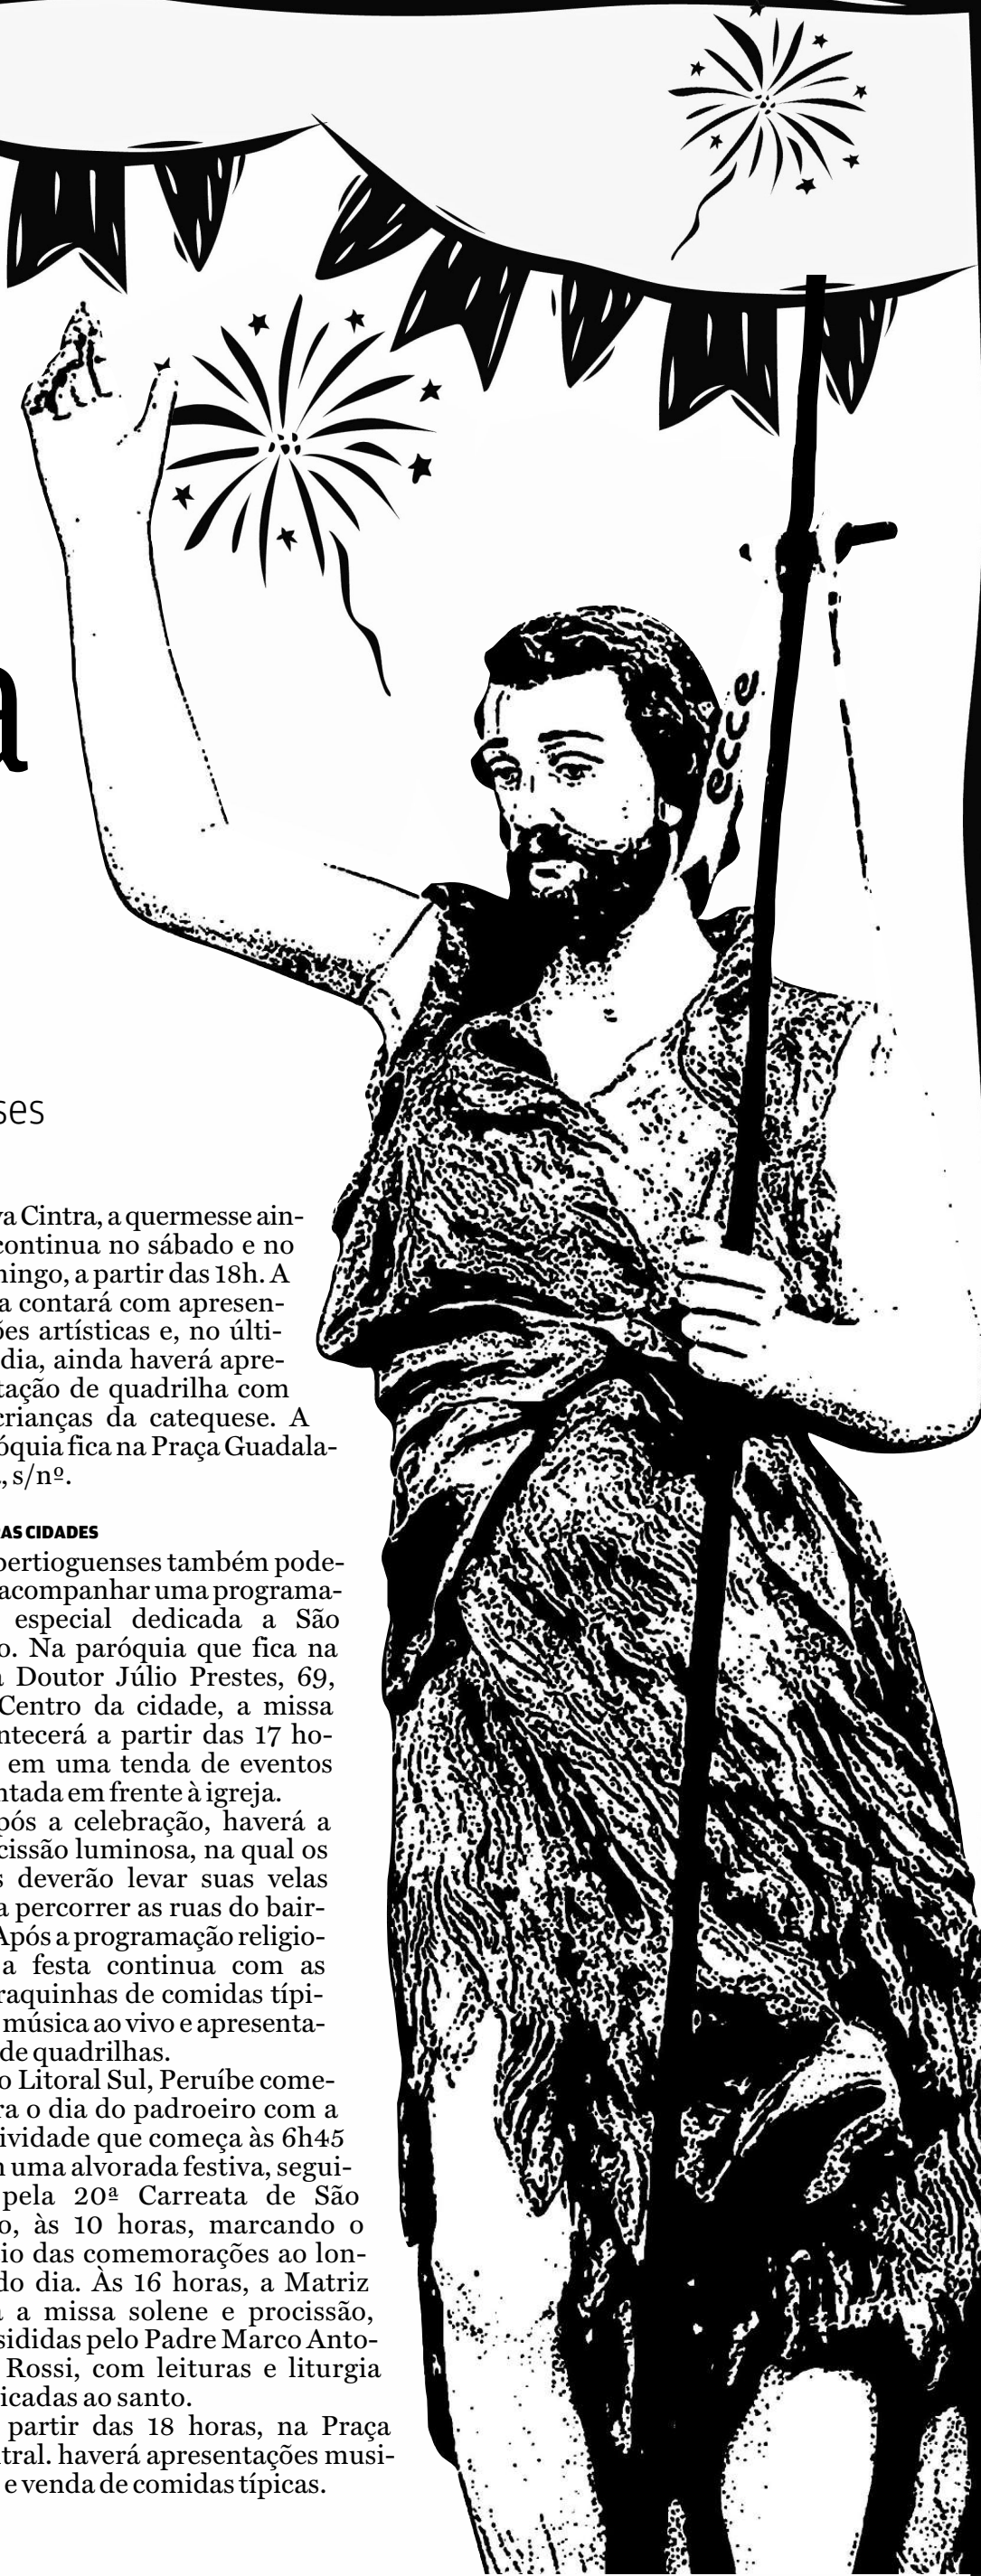 a
ses
va Cintra, a quermesse ain-
continua no sábado e no
mingo, a partir das 18h. A
a contará com apresen-
ões artísticas e, no últi-
dia, ainda haverá apre-
tação de quadrilha com
crianças da catequese. A
óquia fica na Praça Guadala-
, s/nº.
RAS CIDADES
bertioguenses também pode-
acompanhar uma programa-
especial dedicada a São
o. Na paróquia que fica na
a Doutor Júlio Prestes, 69,
Centro da cidade, a missa
ntecerá a partir das 17 ho-
em uma tenda de eventos
ntada em frente à igreja.
pós a celebração, haverá a
cissão luminosa, na qual os
s deverão levar suas velas
a percorrer as ruas do bair-
Após a programação religio-
a festa continua com as
raquinhas de comidas típi-
música ao vivo e apresenta-
de quadrilhas.
o Litoral Sul, Peruíbe come-
ra o dia do padroeiro com a
tividade que começa às 6h45
m uma alvorada festiva, segui-
pela 20ª Carreata de São
o, às 10 horas, marcando o
io das comemorações ao lon-
do dia. Às 16 horas, a Matriz
a a missa solene e procissão,
sididas pelo Padre Marco Anto-
Rossi, com leituras e liturgia
icadas ao santo.
partir das 18 horas, na Praça
ntral. haverá apresentações musi-
e venda de comidas típicas.
ecce